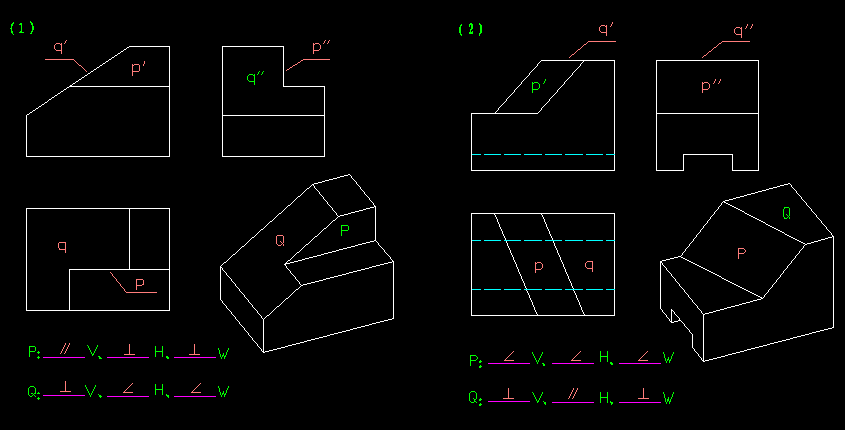 (1)
q′
p′
q″
p″
q
p
Q
P
P: // V、 ⊥ H、 ⊥ W
Q: ⊥ V、 ∠ H、 ∠ W
(2)
q′
p′
q″
p″
p
q
Q
P
P: ∠ V、 ∠ H、 ∠ W
Q: ⊥ V、 // H、 ⊥ W